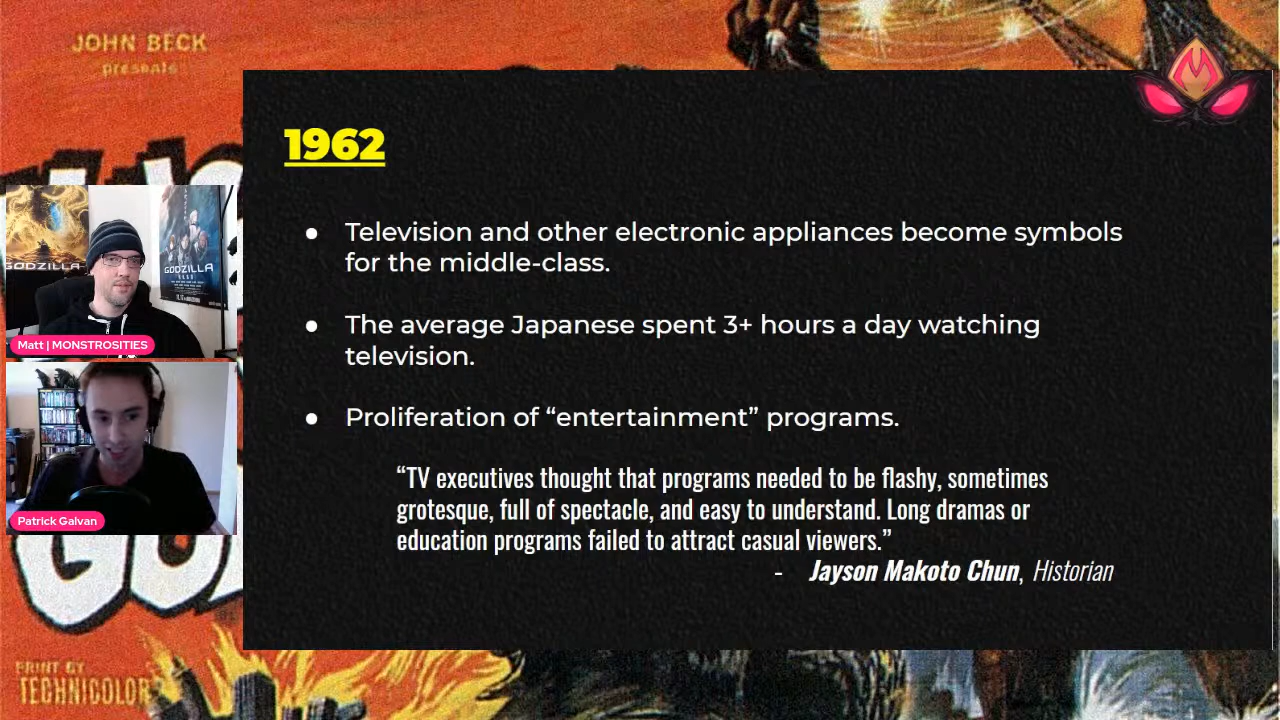 JOHN BECK
presents
1962
● Television and other electronic appliances become symbols
for the middle-class.
● The average Japanese spent 3+ hours a day watching
television.
● Proliferation of “entertainment” programs.
“TV executives thought that programs needed to be flashy, sometimes
grotesque, full of spectacle, and easy to understand. Long dramas or
education programs failed to attract casual viewers.”
- Jayson Makoto Chun, Historian
GODZILLA
GODZILLA
Matt | MONSTROSITIES
Patrick Galvan
PRINT BY
TECHNICOLOR